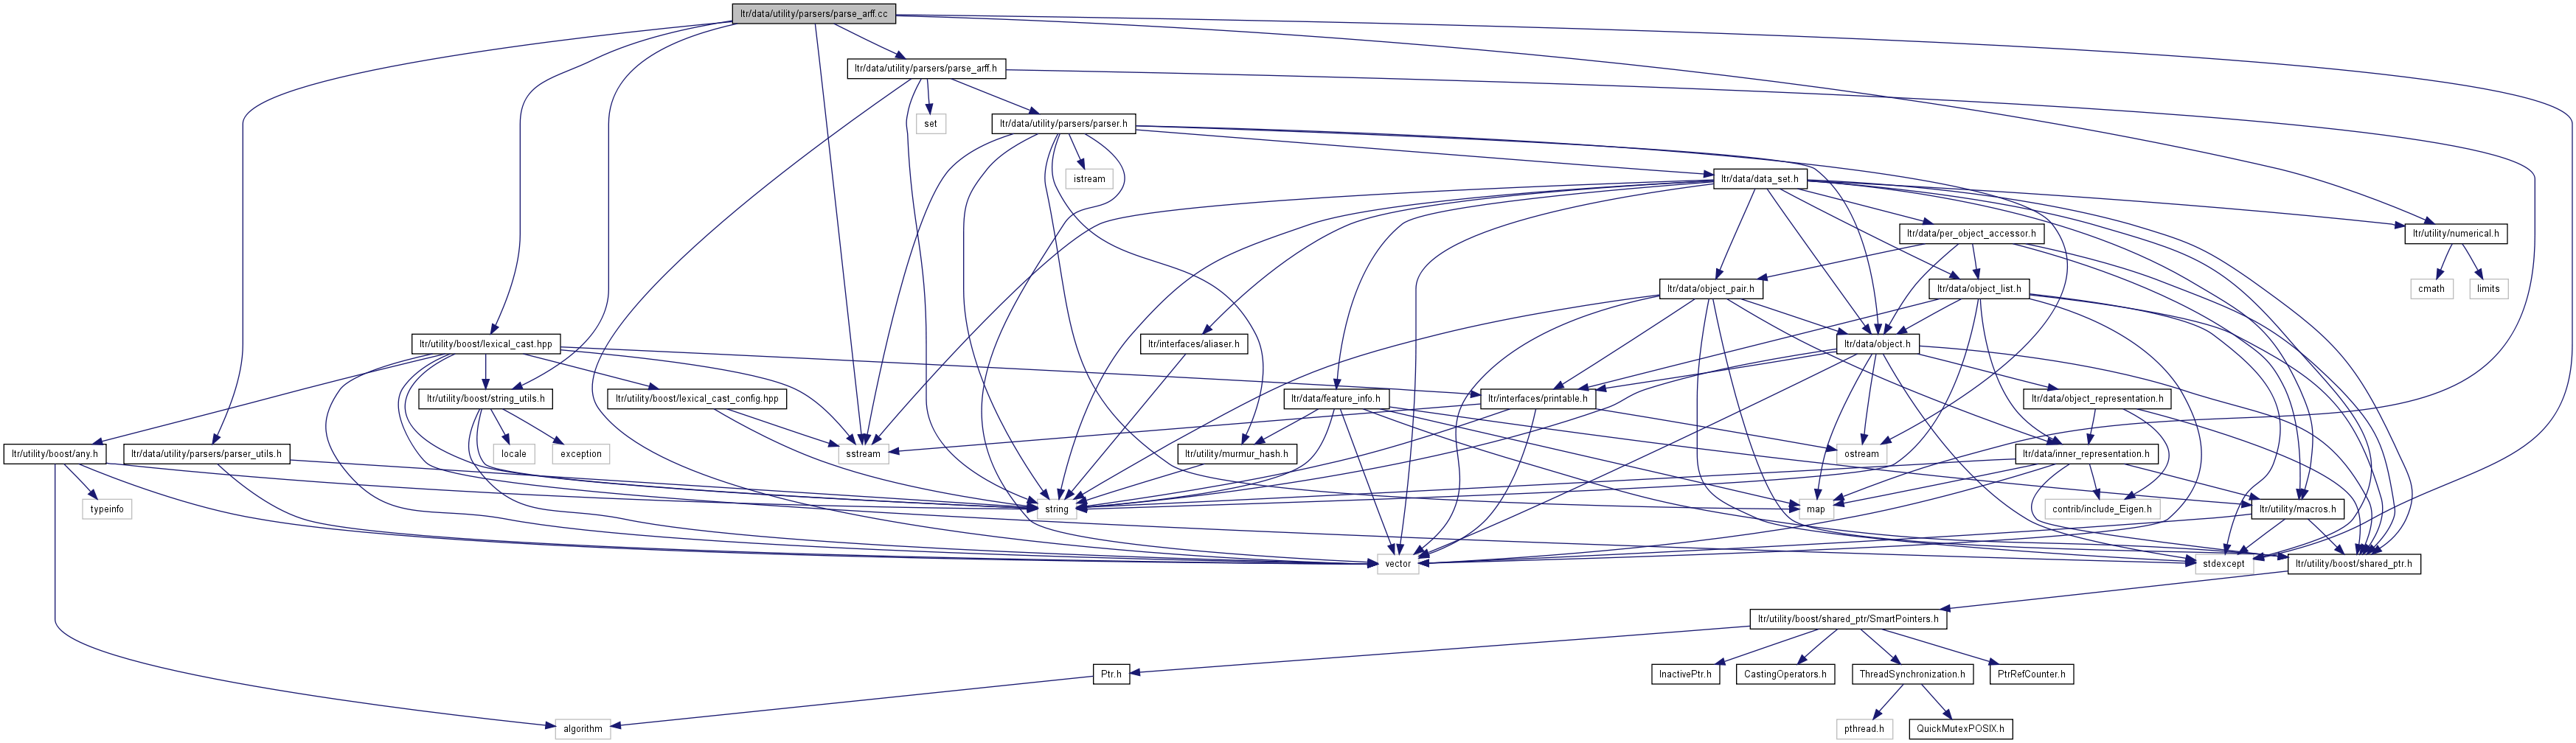 ltr/data/utility/parsers/parse_arff.cc
ltr/data/utility/parsers/parse_arff.h
set
ltr/data/utility/parsers/parser.h
istream
ltr/data/data_set.h
ltr/data/per_object_accessor.h
ltr/utility/numerical.h
ltr/data/object_pair.h
ltr/data/object_list.h
cmath
limits
ltr/utility/boost/lexical_cast.hpp
ltr/interfaces/aliaser.h
ltr/data/object.h
ltr/utility/boost/string_utils.h
ltr/utility/boost/lexical_cast_config.hpp
ltr/data/feature_info.h
ltr/interfaces/printable.h
ltr/data/object_representation.h
ltr/utility/boost/any.h
ltr/data/utility/parsers/parser_utils.h
locale
exception
sstream
ltr/utility/murmur_hash.h
ostream
ltr/data/inner_representation.h
typeinfo
string
map
contrib/include_Eigen.h
ltr/utility/macros.h
vector
stdexcept
ltr/utility/boost/shared_ptr.h
ltr/utility/boost/shared_ptr/SmartPointers.h
Ptr.h
InactivePtr.h
CastingOperators.h
ThreadSynchronization.h
PtrRefCounter.h
algorithm
pthread.h
QuickMutexPOSIX.h